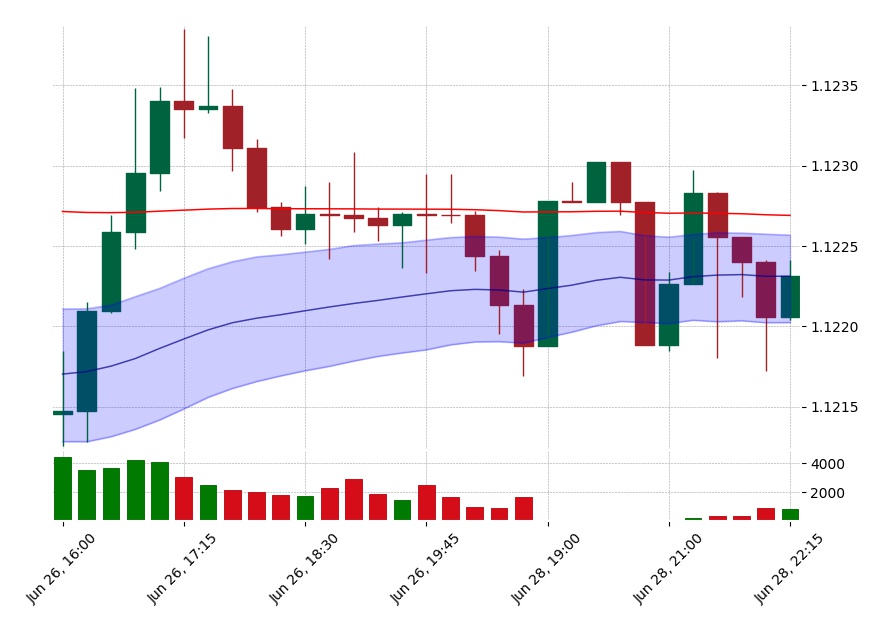 1.1235
1.1230
1.1225
1.1220
1.1215
4000
2000
Jun 26, 16:00
Jun 26, 17:15
Jun 26, 18:30
Jun 26, 19:45
Jun 28, 19:00
Jun 28, 21:00
Jun 28, 22:15